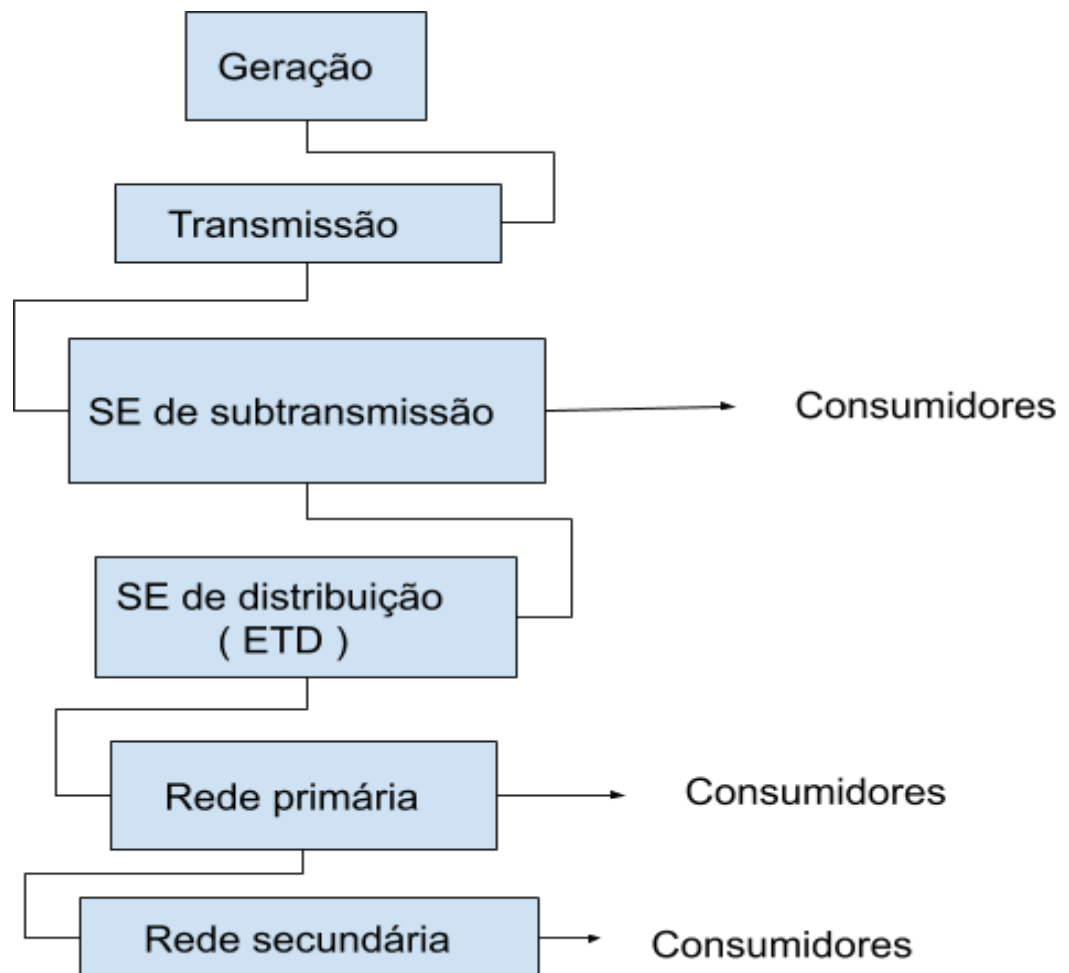 Geração
Transmissão
SE de subtransmissão
Consumidores
SE de distribuição
( ETD )
Rede primária
Consumidores
Rede secundária
Consumidores